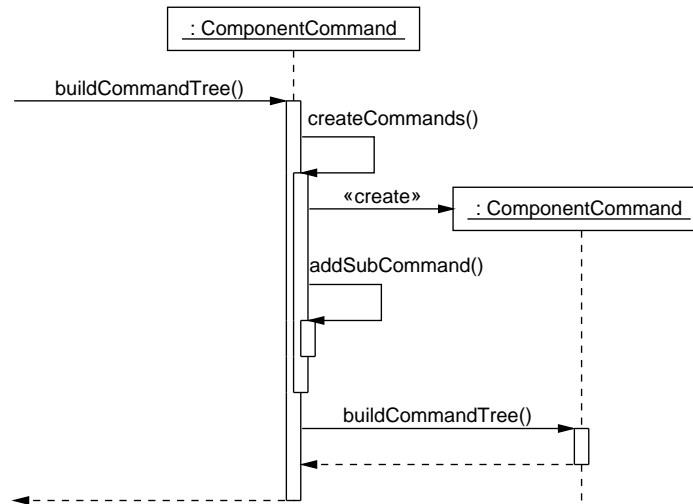 : ComponentCommand
buildCommandTree()
createCommands()
«create»
: ComponentCommand
addSubCommand()
buildCommandTree()